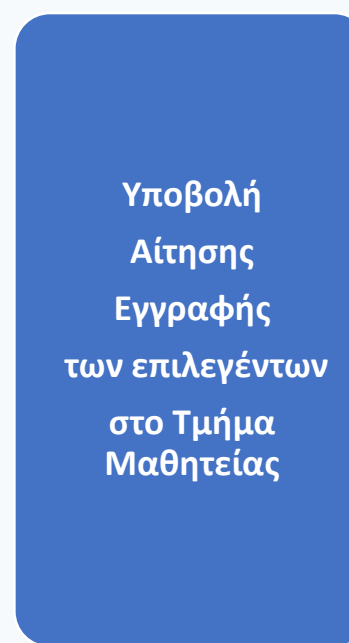 Υποβολή
Αίτησης
Εγγραφής
των επιλεγέντων
στο Τμήμα
Μαθητείας